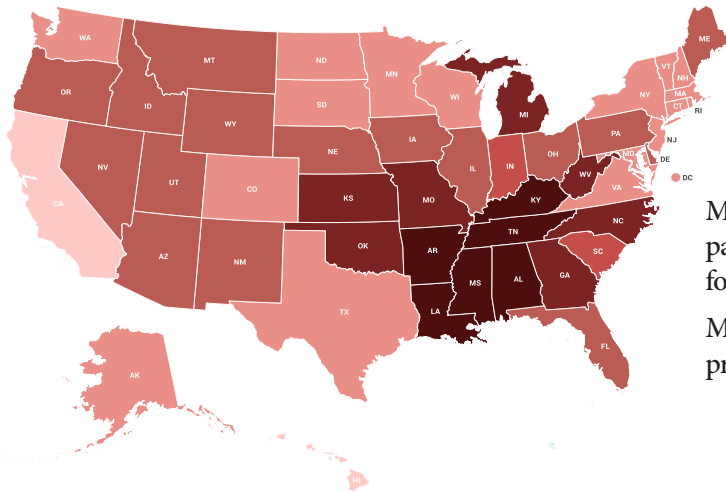 WA
MT
ND
MN
ME
VT
NH
OR
ID
SD
WI
NY
MA
CT
RI
WY
MI
IA
NE
PA
NJ
NV
UT
CO
IL
IN
OH
MD
DE
DC
CA
KS
MO
WV
VA
KY
AZ
NM
OK
AR
TN
NC
SC
MS
AL
GA
TX
LA
FL
AK
HI
M
pa
fo
M
pr